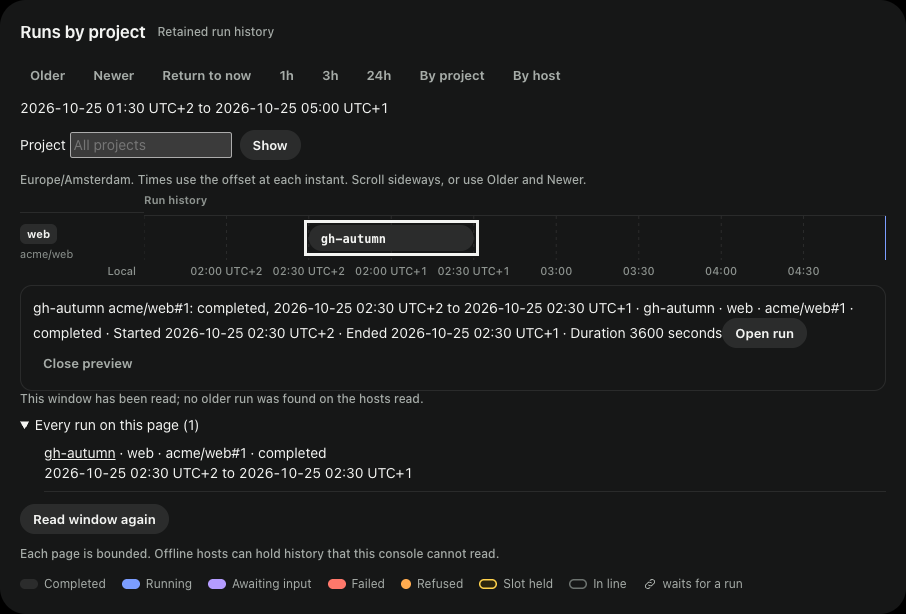 Runs by project Retained run history
Older Newer Return to now 1h 3h 24h By project By host
2026-10-25 01:30 UTC+2 to 2026-10-25 05:00 UTC+1
Project All projects Show
Europe/Amsterdam. Times use the offset at each instant. Scroll sideways, or use Older and Newer.
Run history
web gh-autumn
acme/web
Local 02:00 UTC+2 02:30 UTC+2 02:00 UTC+1 02:30 UTC+1 03:00 03:30 04:00 04:30
gh-autumn acme/web#1: completed, 2026-10-25 02:30 UTC+2 to 2026-10-25 02:30 UTC+1 · gh-autumn · web · acme/web#1 ·
completed · Started 2026-10-25 02:30 UTC+2 · Ended 2026-10-25 02:30 UTC+1 · Duration 3600 seconds Open run
Close preview
This window has been read; no older run was found on the hosts read.
▼ Every run on this page (1)
gh-autumn · web · acme/web#1 · completed
2026-10-25 02:30 UTC+2 to 2026-10-25 02:30 UTC+1
Read window again
Each page is bounded. Offline hosts can hold history that this console cannot read.
Completed Running Awaiting input Failed Refused Slot held In line waits for a run